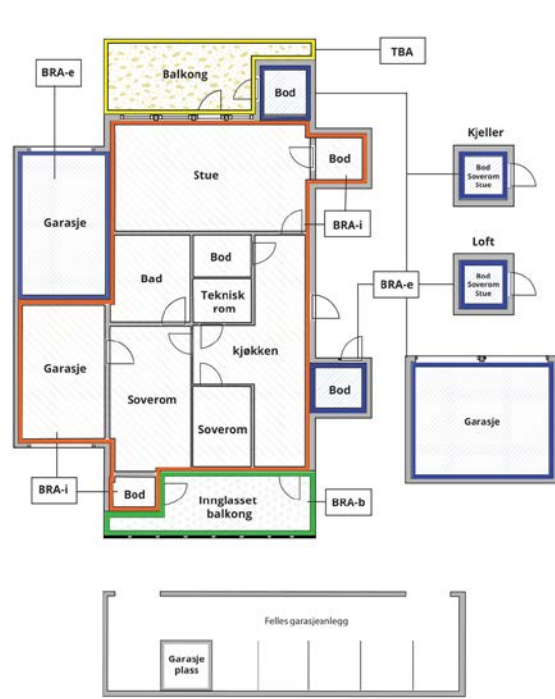 TBA
BRA-e
Balkong
Bod
Kjeller
Bod
Soverom
Stue
Stue
Bod
Garasje
BRA-i
Loft
Bod
Soverom
Stue
Bad
Bod
BRA-e
Teknisk
rom
kjøkken
Garasje
Bod
Soverom
Garasje
Soverom
BRA-i
Bod
Innglasset
balkong
BRA-b
Felles garasjeanlegg
Garasje
plass